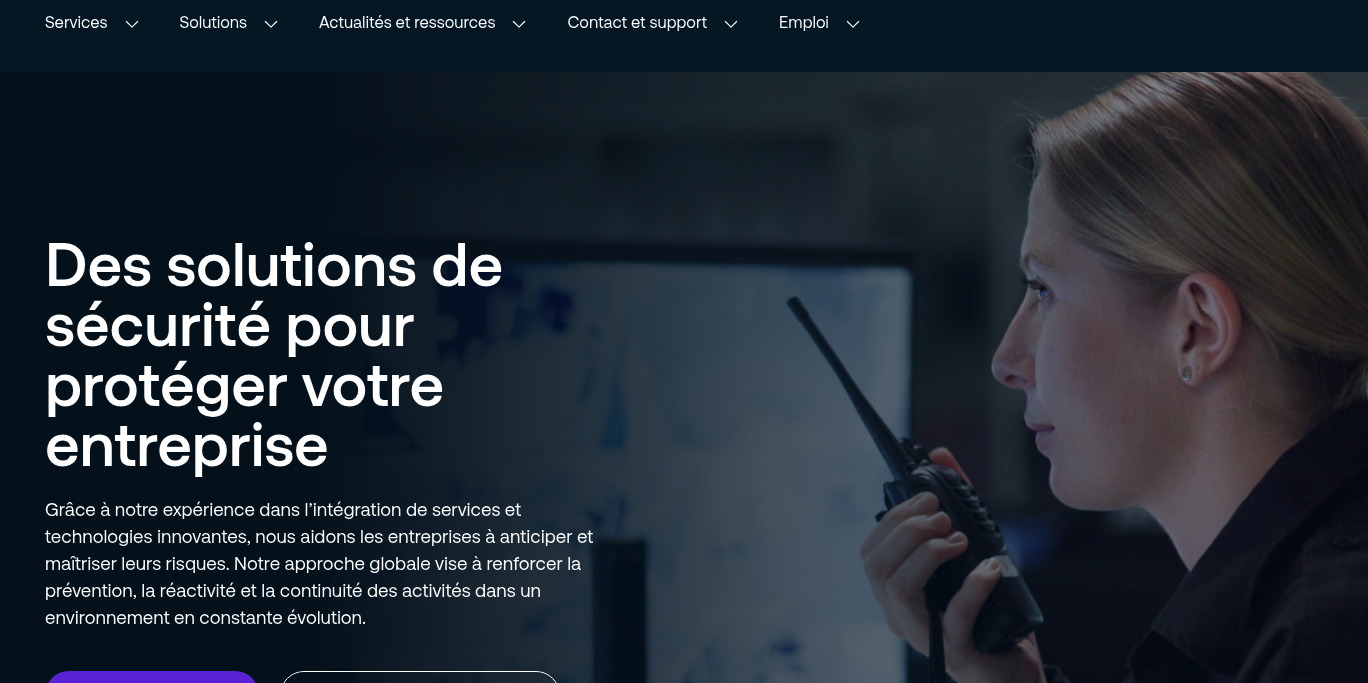 Services
Solutions
Actualités et ressources
Contact et support
Emploi
Des solutions de
sécurité pour
protéger votre
entreprise
Grâce à notre expérience dans l’intégration de services et
technologies innovantes, nous aidons les entreprises à anticiper et
maîtriser leurs risques. Notre approche globale vise à renforcer la
prévention, la réactivité et la continuité des activités dans un
environnement en constante évolution.